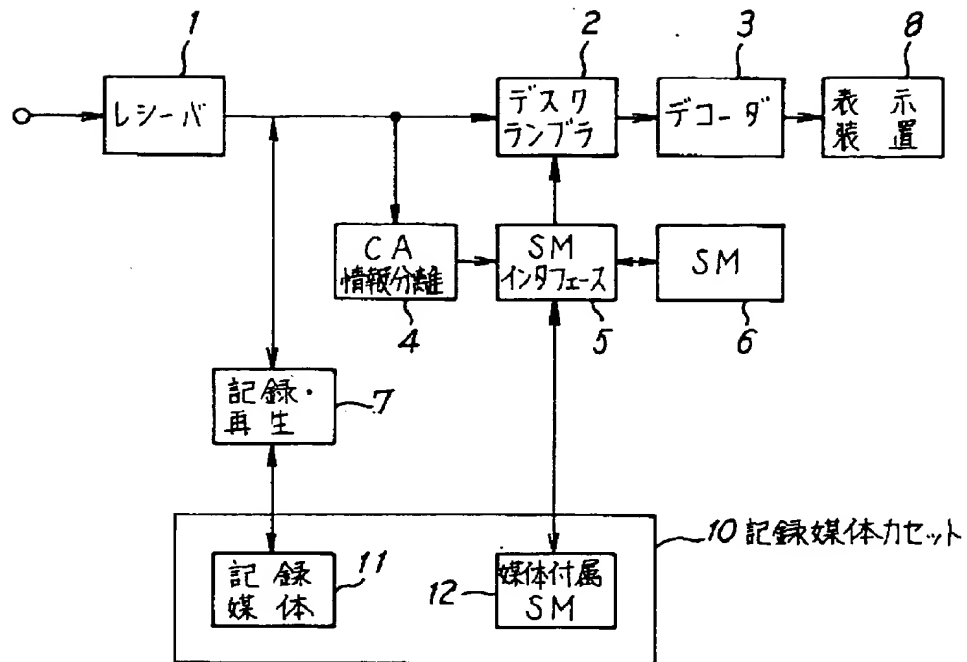 1
2
3
8
レシーバ
デスク
ランブラ
デコーダ
表示
装置
CA
情報分離
SM
インタフェース
SM
4
5
6
記録・
再生
7
10 記録媒体カセット
記録
媒体
11
12
媒体付属
SM